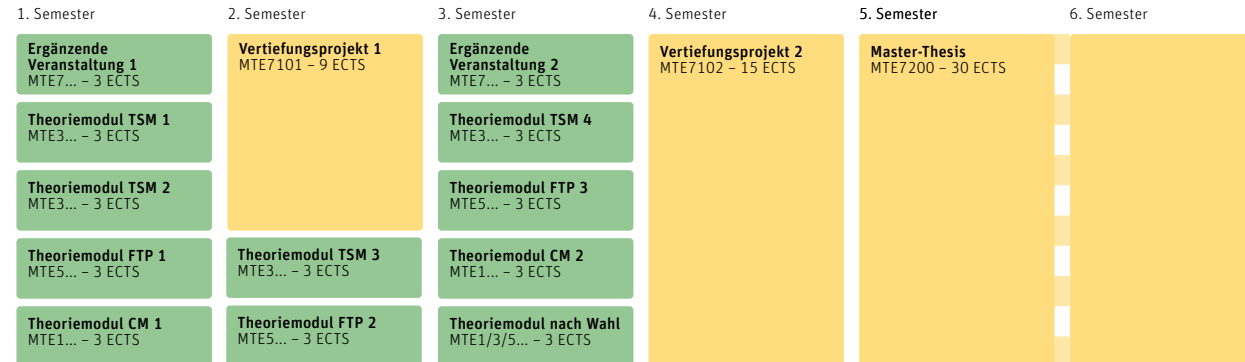 1. Semester
2. Semester
3. Semester
4. Semester
5. Semester
6. Semester
Ergänzende
Veranstaltung 1
MTE7... – 3 ECTS
Theoriemodul TSM 1
MTE3... – 3 ECTS
Theoriemodul TSM 2
MTE3... – 3 ECTS
Theoriemodul FTP 1
MTE5... – 3 ECTS
Theoriemodul CM 1
MTE1... – 3 ECTS
Vertiefungsprojekt 1
MTE7101 – 9 ECTS
Theoriemodul TSM 3
MTE3... – 3 ECTS
Theoriemodul FTP 2
MTE5... – 3 ECTS
Ergänzende
Veranstaltung 2
MTE7... – 3 ECTS
Theoriemodul TSM 4
MTE3... – 3 ECTS
Theoriemodul FTP 3
MTE5... – 3 ECTS
Theoriemodul CM 2
MTE1... – 3 ECTS
Theoriemodul nach Wahl
MTE1/3/5... – 3 ECTS
Vertiefungsprojekt 2
MTE7102 – 15 ECTS
Master-Thesis
MTE7200 – 30 ECTS